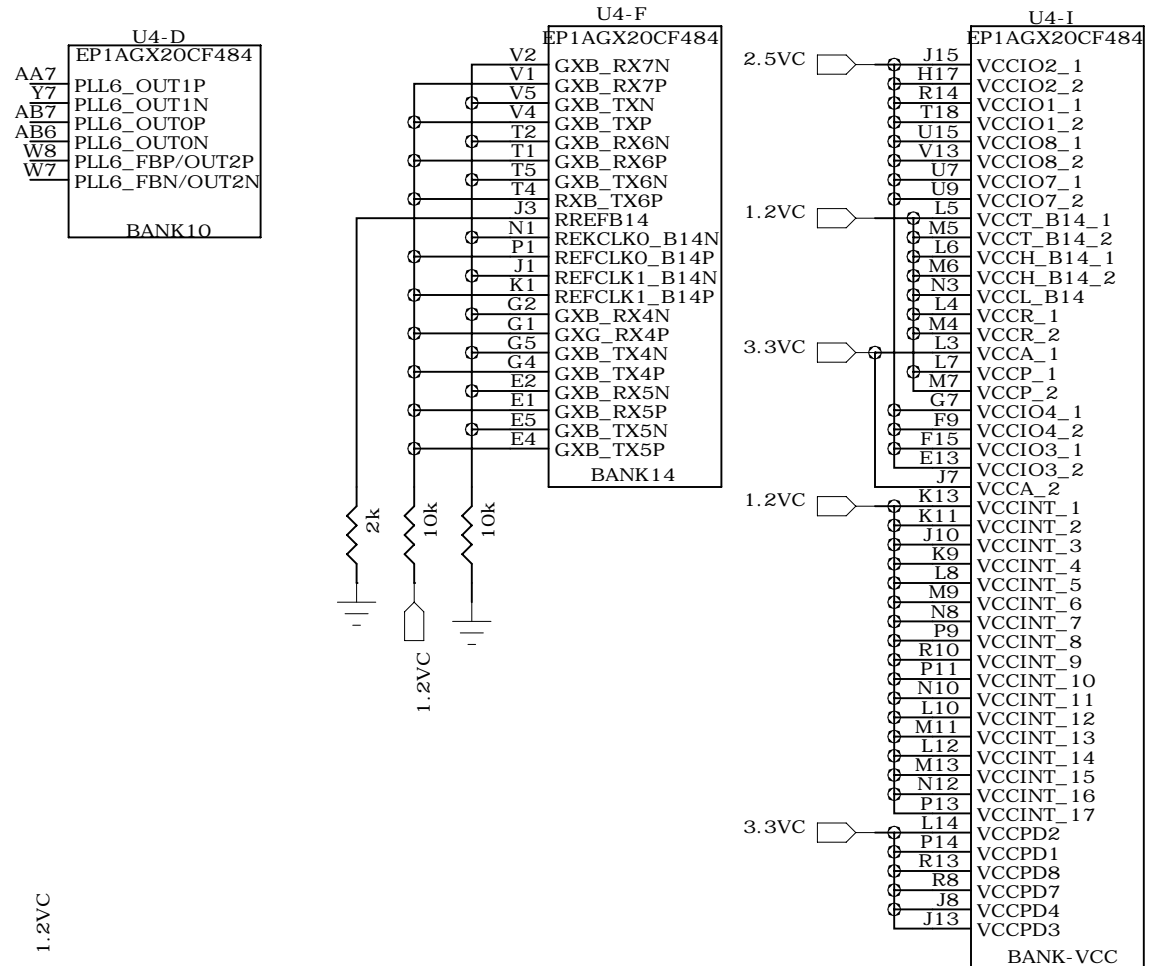 U4-D
EP1AGX20CF484
AA7 PLL6_OUT1P
Y7 PLL6_OUT1N
AB7 PLL6_OUT0P
AB6 PLL6_OUT0N
W8 PLL6_FBP/OUT2P
W7 PLL6_FBN/OUT2N
BANK10
U4-F
EP1AGX20CF484
V2 GXB_RX7N
V1 GXB_RX7P
V5 GXB_TXN
V4 GXB_TXP
T2 GXB_RX6N
T1 GXB_RX6P
T5 GXB_TX6N
T4 RXB_TX6P
J3 RREFB14
N1 REKCLK0_B14N
P1 REFCLK0_B14P
J1 REFCLK1_B14N
K1 REFCLK1_B14P
G2 GXB_RX4N
G1 GXG_RX4P
G5 GXB_TX4N
G4 GXB_TX4P
E2 GXB_RX5N
E1 GXB_RX5P
E5 GXB_TX5N
E4 GXB_TX5P
BANK14
2k
10k
10k
1.2VC
U4-I
EP1AGX20CF484
2.5VC
J15 VCCIO2_1
H17 VCCIO2_2
R14 VCCIO1_1
T18 VCCIO1_2
U15 VCCIO8_1
V13 VCCIO8_2
U7 VCCIO7_1
U9 VCCIO7_2
1.2VC
L5 VCCT_B14_1
M5 VCCT_B14_2
L6 VCCH_B14_1
M6 VCCH_B14_2
N3 VCCL_B14
L4 VCCR_1
M4 VCCR_2
3.3VC
L3 VCCA_1
L7 VCCP_1
M7 VCCP_2
G7 VCCIO4_1
F9 VCCIO4_2
F15 VCCIO3_1
E13 VCCIO3_2
J7 VCCA_2
1.2VC
K13 VCCINT_1
K11 VCCINT_2
J10 VCCINT_3
K9 VCCINT_4
L8 VCCINT_5
M9 VCCINT_6
N8 VCCINT_7
P9 VCCINT_8
R10 VCCINT_9
P11 VCCINT_10
N10 VCCINT_11
L10 VCCINT_12
M11 VCCINT_13
L12 VCCINT_14
M13 VCCINT_15
N12 VCCINT_16
P13 VCCINT_17
3.3VC
L14 VCCPD2
P14 VCCPD1
R13 VCCPD8
R8 VCCPD7
J8 VCCPD4
J13 VCCPD3
BANK-VCC
1.2VC